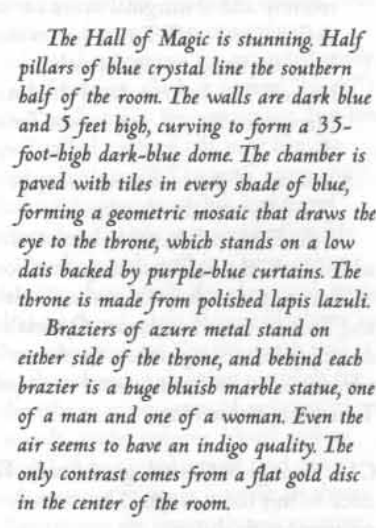 The Hall of Magic is stunning. Half
pillars of blue crystal line the southern
half of the room. The walls are dark blue
and 5 feet high, curving to form a 35-
foot-high dark-blue dome. The chamber is
paved with tiles in every shade of blue,
forming a geometric mosaic that draws the
eye to the throne, which stands on a low
dais backed by purple-blue curtains. The
throne is made from polished lapis lazuli.
Braziers of azure metal stand on
either side of the throne, and behind each
brazier is a huge bluish marble statue, one
of a man and one of a woman. Even the
air seems to have an indigo quality. The
only contrast comes from a flat gold disc
in the center of the room.